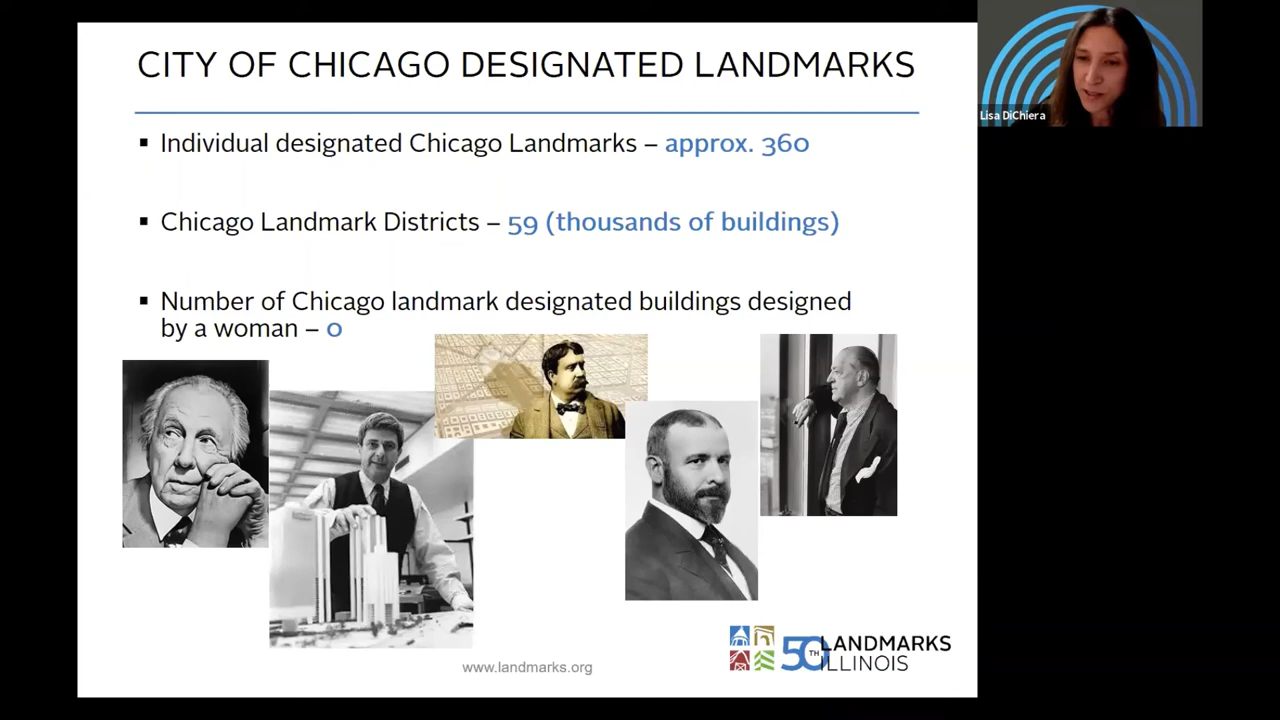 CITY OF CHICAGO DESIGNATED LANDMARKS
▪ Individual designated Chicago Landmarks – approx. 360
▪ Chicago Landmark Districts – 59 (thousands of buildings)
▪ Number of Chicago landmark designated buildings designed
by a woman – 0
www.landmarks.org
50TH LANDMARKS
ILLINOIS
Lisa DiChiera